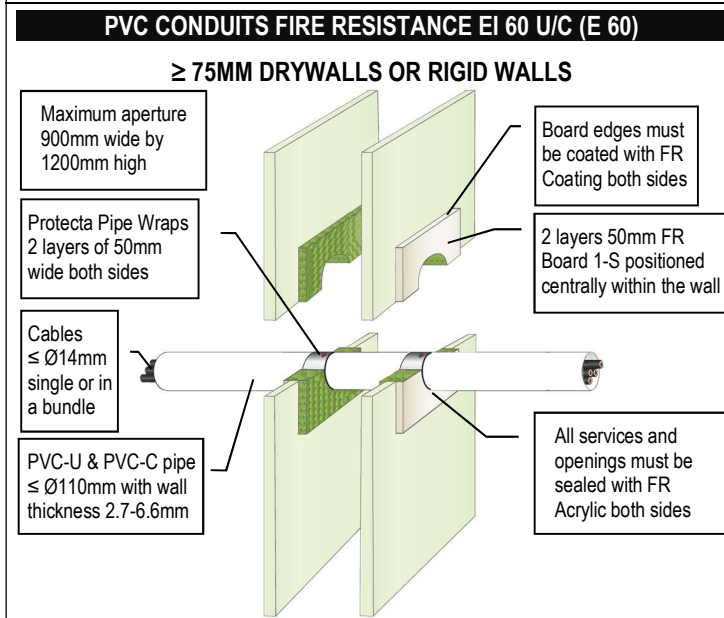 PVC CONDUITS FIRE RESISTANCE EI 60 U/C (E 60)
≥ 75MM DRYWALLS OR RIGID WALLS
Maximum aperture
900mm wide by
1200mm high
Board edges must
be coated with FR
Coating both sides
Protecta Pipe Wraps
2 layers of 50mm
wide both sides
2 layers 50mm FR
Board 1-S positioned
centrally within the wall
Cables
≤ Ø14mm
single or in
a bundle
PVC-U & PVC-C pipe
≤ Ø110mm with wall
thickness 2.7-6.6mm
All services and
openings must be
sealed with FR
Acrylic both sides